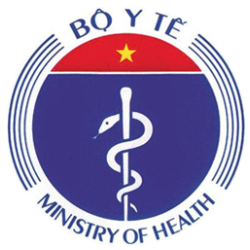 BỘ Y TẾ
MINISTRY OF HEALTH